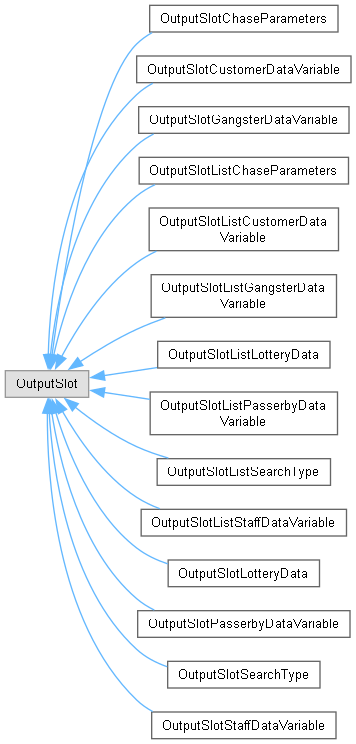 OutputSlotChaseParameters
OutputSlotCustomerDataVariable
OutputSlotGangsterDataVariable
OutputSlotListChaseParameters
OutputSlotListCustomerData
Variable
OutputSlotListGangsterData
Variable
OutputSlotListLotteryData
OutputSlot
OutputSlotListPasserbyData
Variable
OutputSlotListSearchType
OutputSlotListStaffDataVariable
OutputSlotLotteryData
OutputSlotPasserbyDataVariable
OutputSlotSearchType
OutputSlotStaffDataVariable